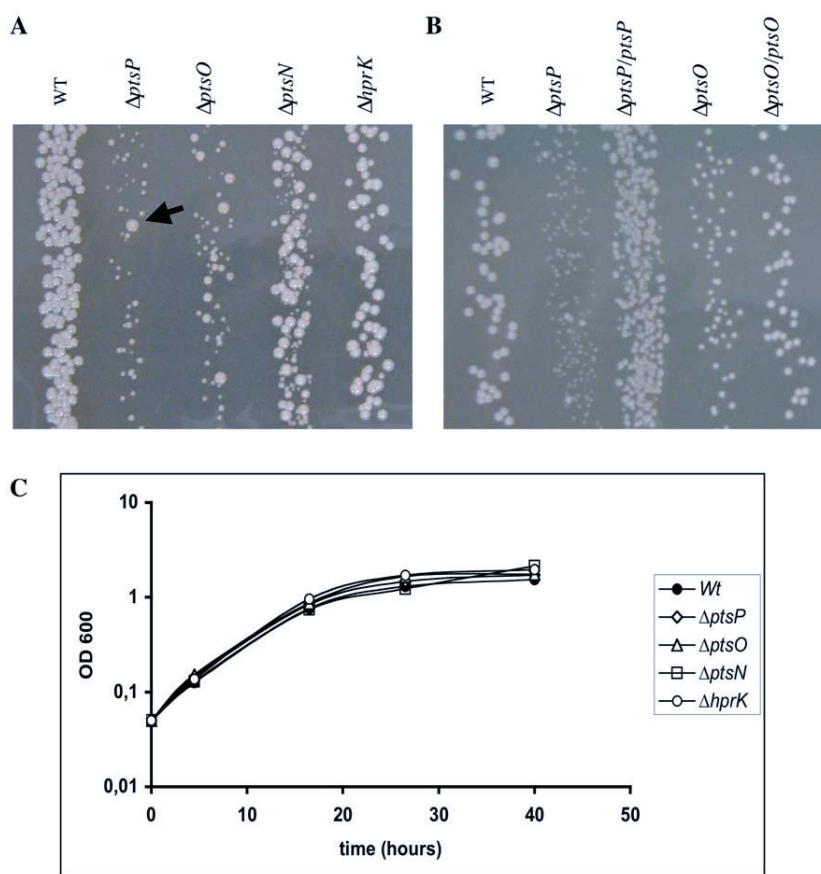 A
WT
ΔptsP
ΔptsO
ΔptsN
ΔhprK
B
WT
ΔptsP
ΔptsP/ptsP
ΔptsO
ΔptsO/ptsO
C
10
1
0,1
0,01
OD 600
0
10
20
30
40
50
time (hours)
Wt
ΔptsP
ΔptsO
ΔptsN
ΔhprK